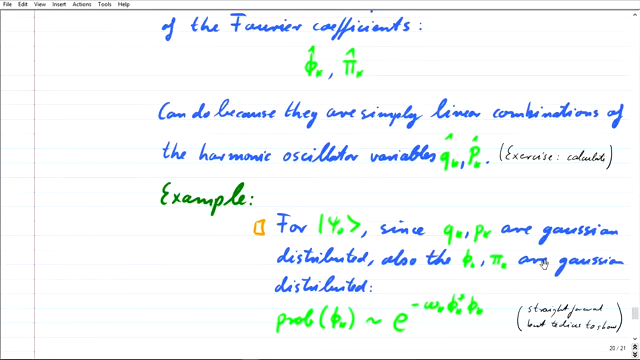 File Edit View Insert Actions Tools Help
of the Fourier coefficients :
ϕ̂ₖ , π̂ₖ
Can do because they are simply linear combinations of
the harmonic oscillator variables q̂ₖ, p̂ₖ. (Exercise: calculate)
Example:
For |ψ₀>, since qₖ, pₖ are gaussian
distributed, also the ϕₖ, πₖ are gaussian
distributed:
prob(ϕₖ) ~ e^{-ωₖ ϕₖ⁺ ϕₖ} (straightforward
but tedious to show)
20 / 21